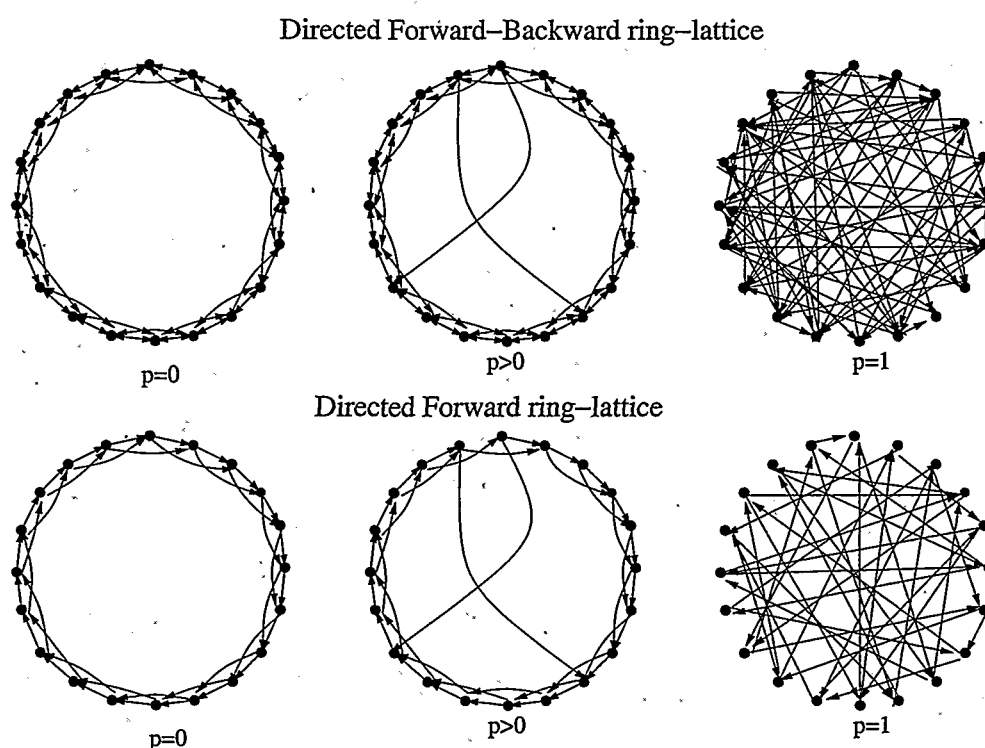 Directed Forward–Backward ring–lattice
p=0
p>0
p=1
Directed Forward ring–lattice
p=0
p>0
p=1